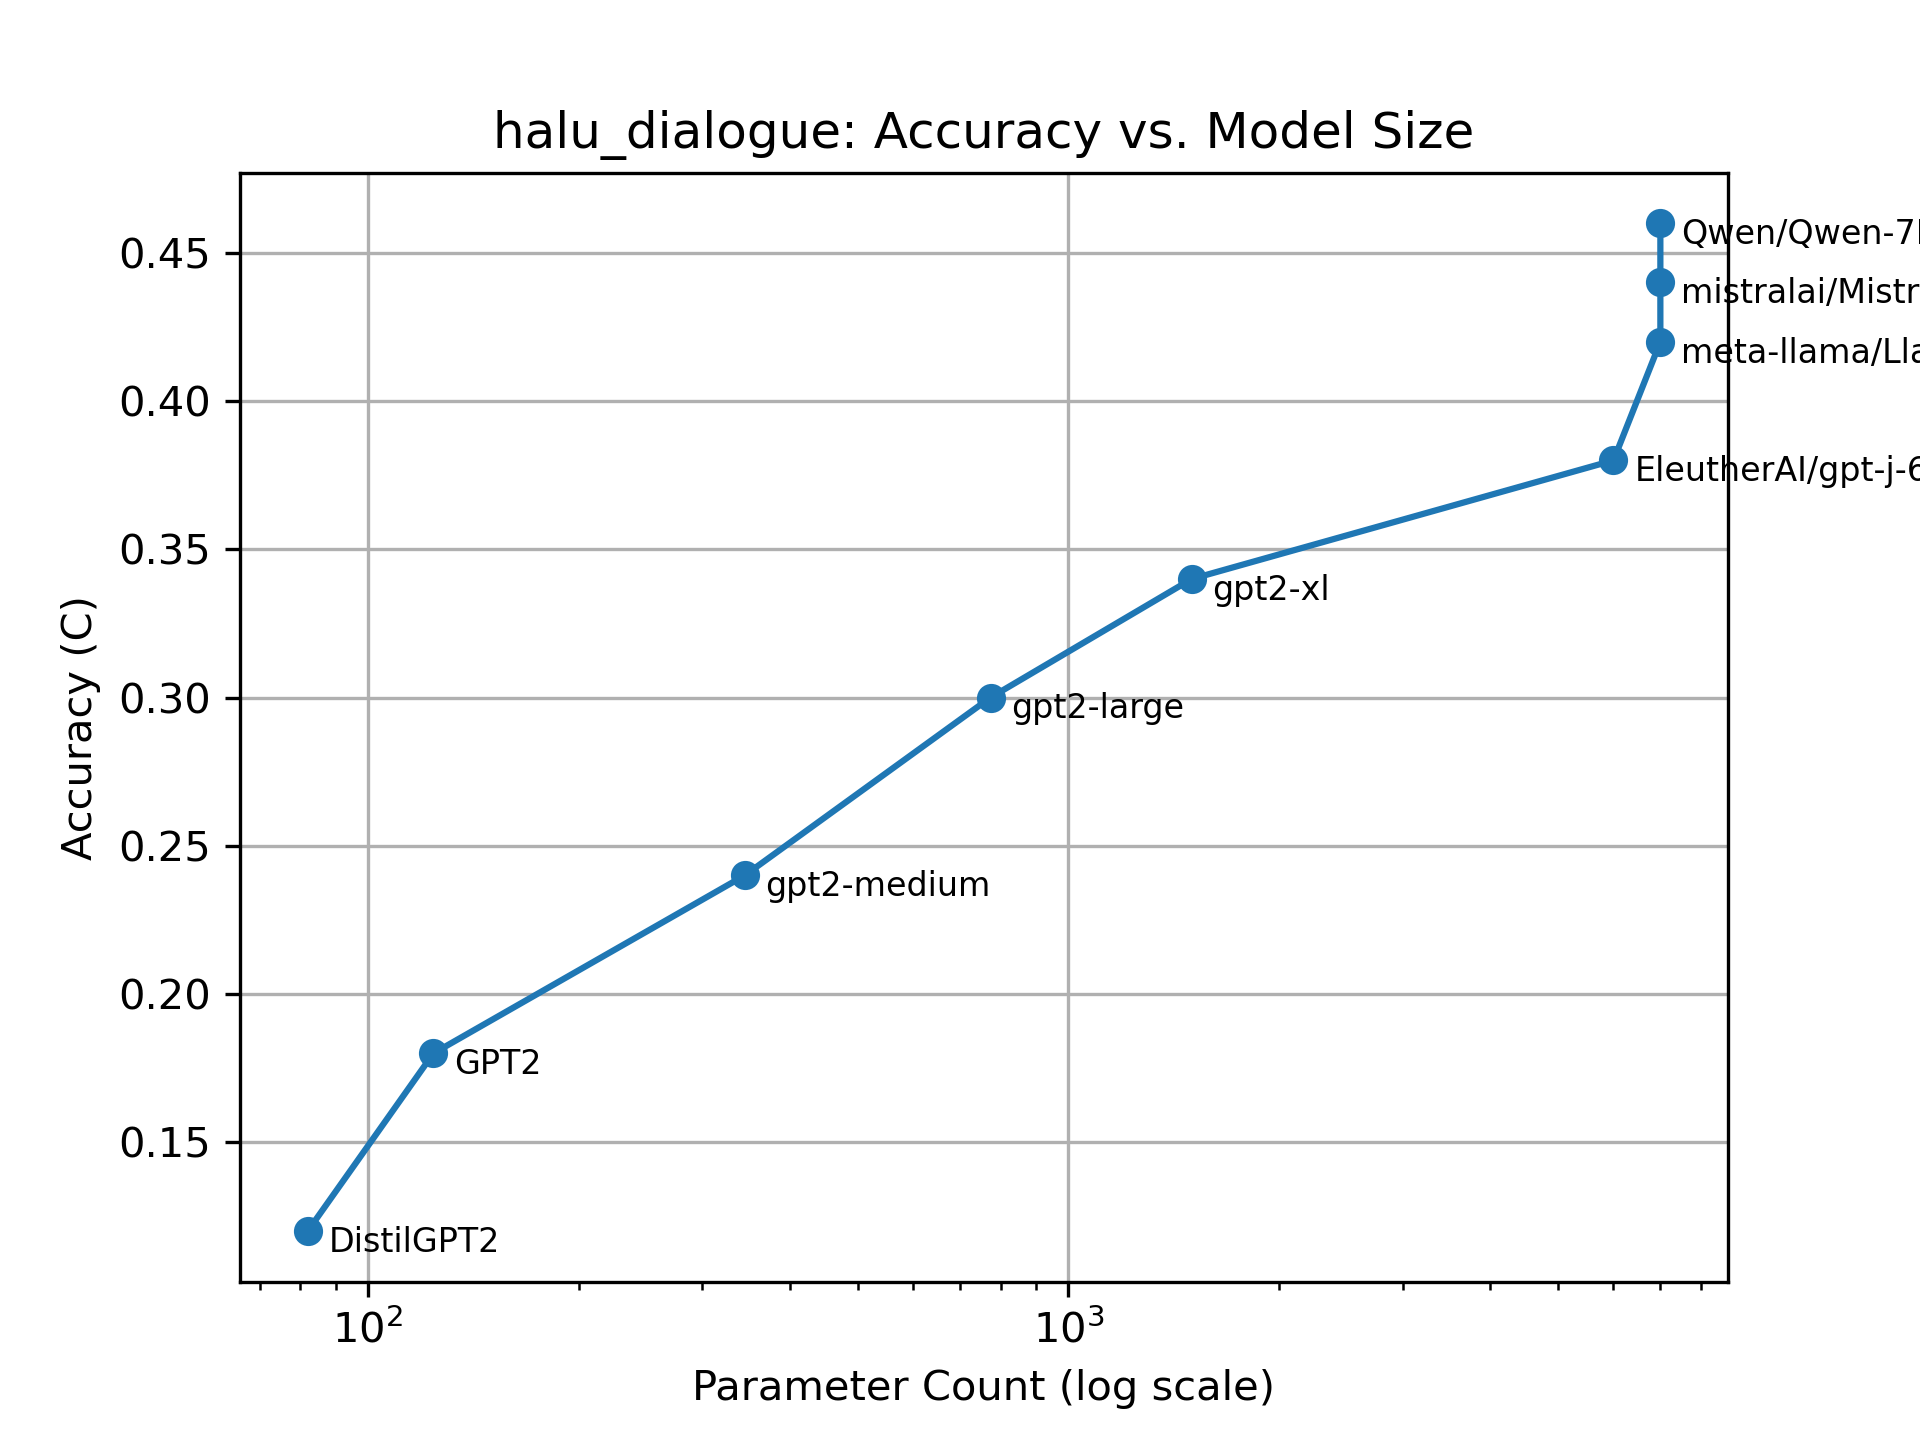 halu_dialogue: Accuracy vs. Model Size
Accuracy (C)
0.45
0.40
0.35
0.30
0.25
0.20
0.15
Qwen/Qwen-7
mistralai/Mistr
meta-llama/Lla
EleutherAI/gpt-j-6
gpt2-xl
gpt2-large
gpt2-medium
GPT2
DistilGPT2
10²
10³
Parameter Count (log scale)